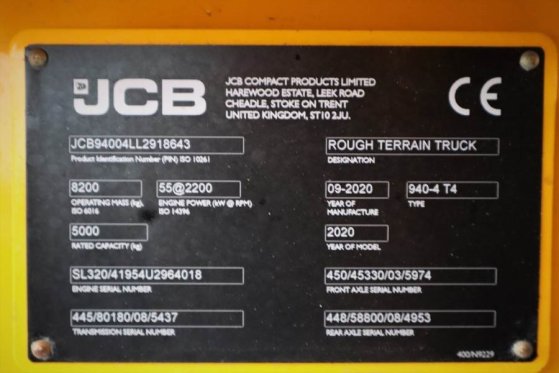 JCB
JCB COMPACT PRODUCTS LIMITED
HAREWOOD ESTATE, LEEK ROAD
CHEADLE, STOKE ON TRENT
UNITED KINGDOM, ST10 2JU.
CE
JCB94004LL2918643
Product Identification Number (PIN) ISO 10261
ROUGH TERRAIN TRUCK
DESIGNATION
8200
OPERATING MASS (kg),
ISO 6016
55@2200
ENGINE POWER (kW @ RPM)
ISO 14396
09-2020
YEAR OF
MANUFACTURE
940-4 T4
TYPE
5000
RATED CAPACITY (kg)
2020
YEAR OF MODEL
SL320/41954U2964018
ENGINE SERIAL NUMBER
450/45330/03/5974
FRONT AXLE SERIAL NUMBER
445/80180/08/5437
TRANSMISSION SERIAL NUMBER
448/58800/08/4953
REAR AXLE SERIAL NUMBER
400/N9229